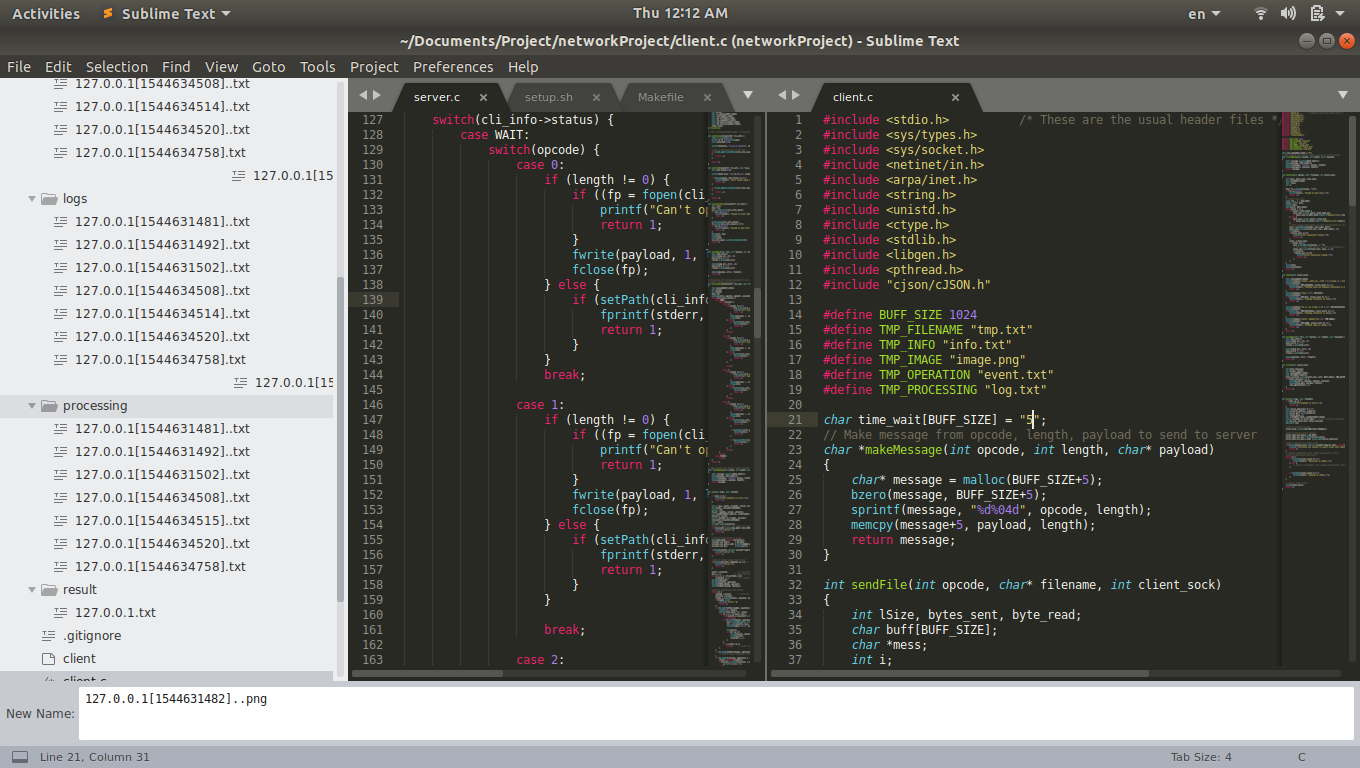 Activities Sublime Text Thu 12:12 AM en
~/Documents/Project/networkProject/client.c (networkProject) - Sublime Text
File Edit Selection Find View Goto Tools Project Preferences Help
127.0.0.1[1544634508]..txt
127.0.0.1[1544634514]..txt
127.0.0.1[1544634520]..txt
127.0.0.1[1544634758].txt
127.0.0.1[15
logs
127.0.0.1[1544631481]..txt
127.0.0.1[1544631492]..txt
127.0.0.1[1544631502]..txt
127.0.0.1[1544634508]..txt
127.0.0.1[1544634514]..txt
127.0.0.1[1544634520]..txt
127.0.0.1[1544634758].txt
127.0.0.1[15
processing
127.0.0.1[1544631481]..txt
127.0.0.1[1544631492]..txt
127.0.0.1[1544631502]..txt
127.0.0.1[1544634508]..txt
127.0.0.1[1544634515]..txt
127.0.0.1[1544634520]..txt
127.0.0.1[1544634758].txt
result
127.0.0.1.txt
.gitignore
client
client.c
server.c setup.sh Makefile
127 switch(cli_info->status) {
128 case WAIT:
129 switch(opcode) {
130 case 0:
131 if (length != 0) {
132 if ((fp = fopen(cli_
133 printf("Can't op
134 return 1;
135 }
136 fwrite(payload, 1,
137 fclose(fp);
138 } else {
139 if (setPath(cli_info
140 fprintf(stderr,
141 return 1;
142 }
143 }
144 break;
145
146 case 1:
147 if (length != 0) {
148 if ((fp = fopen(cli_
149 printf("Can't op
150 return 1;
151 }
152 fwrite(payload, 1,
153 fclose(fp);
154 } else {
155 if (setPath(cli_info
156 fprintf(stderr,
157 return 1;
158 }
159 }
160
161 break;
162
163 case 2:
client.c
1 #include <stdio.h> /* These are the usual header files */
2 #include <sys/types.h>
3 #include <sys/socket.h>
4 #include <netinet/in.h>
5 #include <arpa/inet.h>
6 #include <string.h>
7 #include <unistd.h>
8 #include <ctype.h>
9 #include <stdlib.h>
10 #include <libgen.h>
11 #include <pthread.h>
12 #include "cjson/cJSON.h"
13
14 #define BUFF_SIZE 1024
15 #define TMP_FILENAME "tmp.txt"
16 #define TMP_INFO "info.txt"
17 #define TMP_IMAGE "image.png"
18 #define TMP_OPERATION "event.txt"
19 #define TMP_PROCESSING "log.txt"
20
21 char time_wait[BUFF_SIZE] = "5";
22 // Make message from opcode, length, payload to send to server
23 char *makeMessage(int opcode, int length, char* payload)
24 {
25 char* message = malloc(BUFF_SIZE+5);
26 bzero(message, BUFF_SIZE+5);
27 sprintf(message, "%d%04d", opcode, length);
28 memcpy(message+5, payload, length);
29 return message;
30 }
31
32 int sendFile(int opcode, char* filename, int client_sock)
33 {
34 int lSize, bytes_sent, byte_read;
35 char buff[BUFF_SIZE];
36 char *mess;
37 int i;
New Name: 127.0.0.1[1544631482]..png
Line 21, Column 31 Tab Size: 4 C